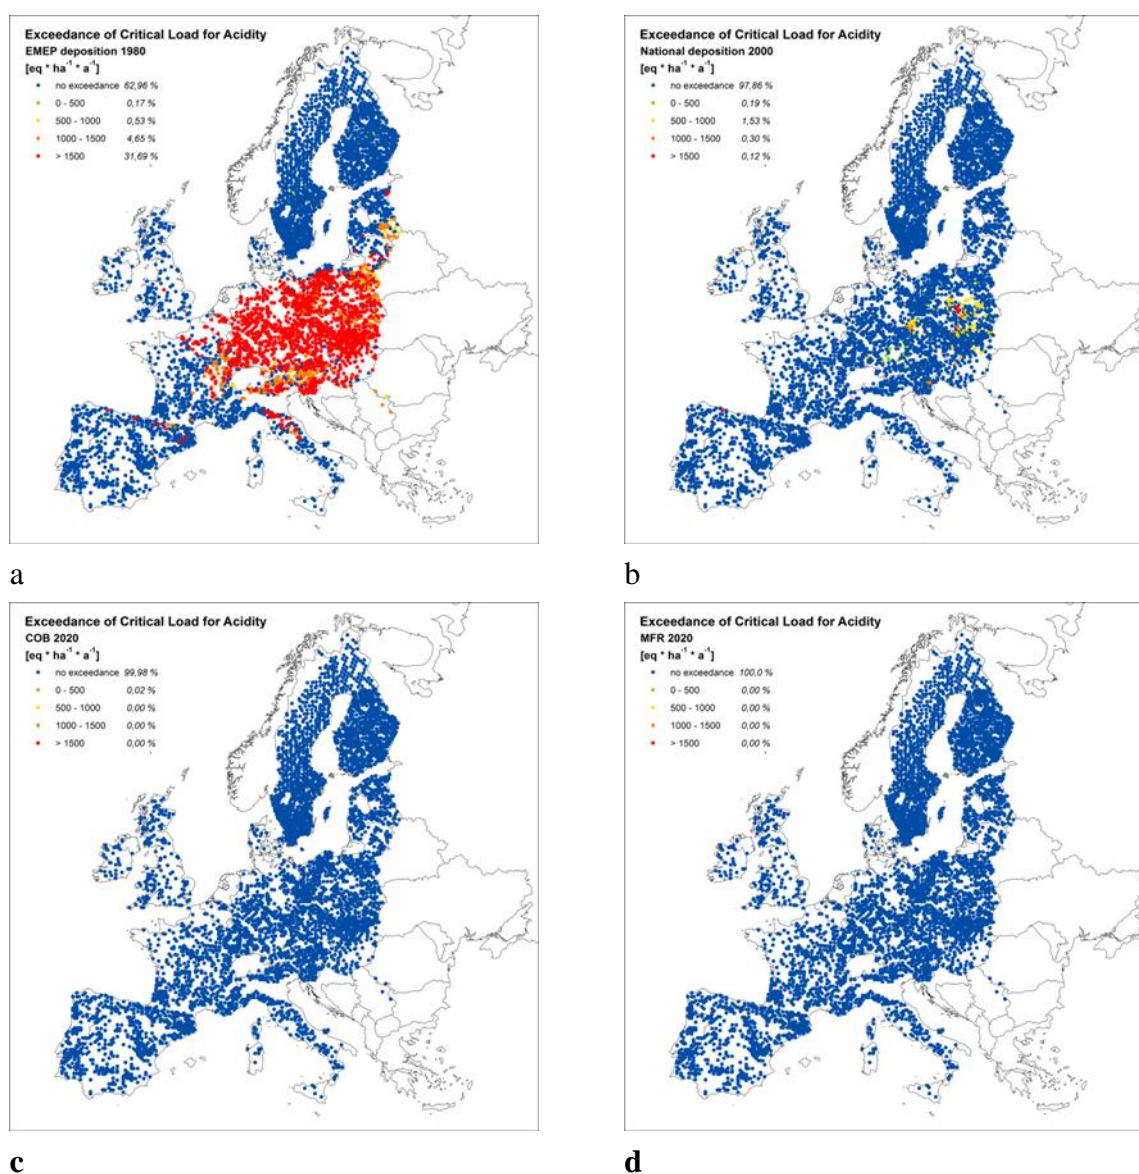 Exceedance of Critical Load for Acidity
EMEP deposition 1980
[eq * ha⁻¹ * a⁻¹]
no exceedance 62,96 %
0 - 500 0,17 %
500 - 1000 0,53 %
1000 - 1500 4,65 %
> 1500 31,69 %
a
Exceedance of Critical Load for Acidity
National deposition 2000
[eq * ha⁻¹ * a⁻¹]
no exceedance 97,86 %
0 - 500 0,19 %
500 - 1000 1,53 %
1000 - 1500 0,30 %
> 1500 0,12 %
b
Exceedance of Critical Load for Acidity
COB 2020
[eq * ha⁻¹ * a⁻¹]
no exceedance 99,98 %
0 - 500 0,02 %
500 - 1000 0,00 %
1000 - 1500 0,00 %
> 1500 0,00 %
c
Exceedance of Critical Load for Acidity
MFR 2020
[eq * ha⁻¹ * a⁻¹]
no exceedance 100,0 %
0 - 500 0,00 %
500 - 1000 0,00 %
1000 - 1500 0,00 %
> 1500 0,00 %
d